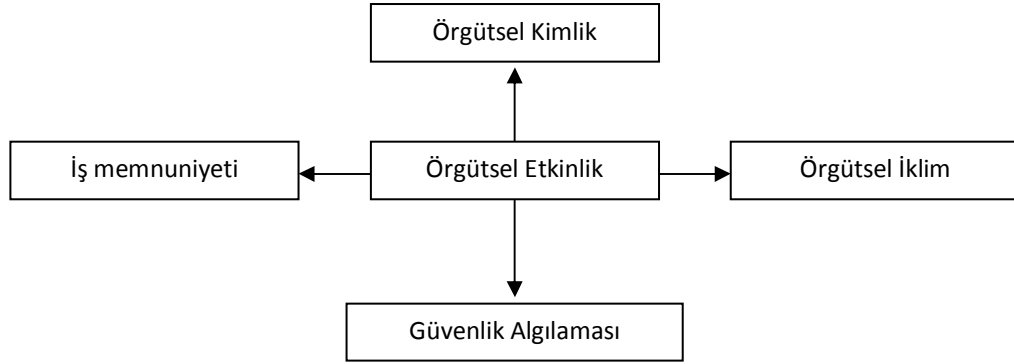 Örgütsel Kimlik
İş memnuniyeti
Örgütsel Etkinlik
Örgütsel İklim
Güvenlik Algılaması